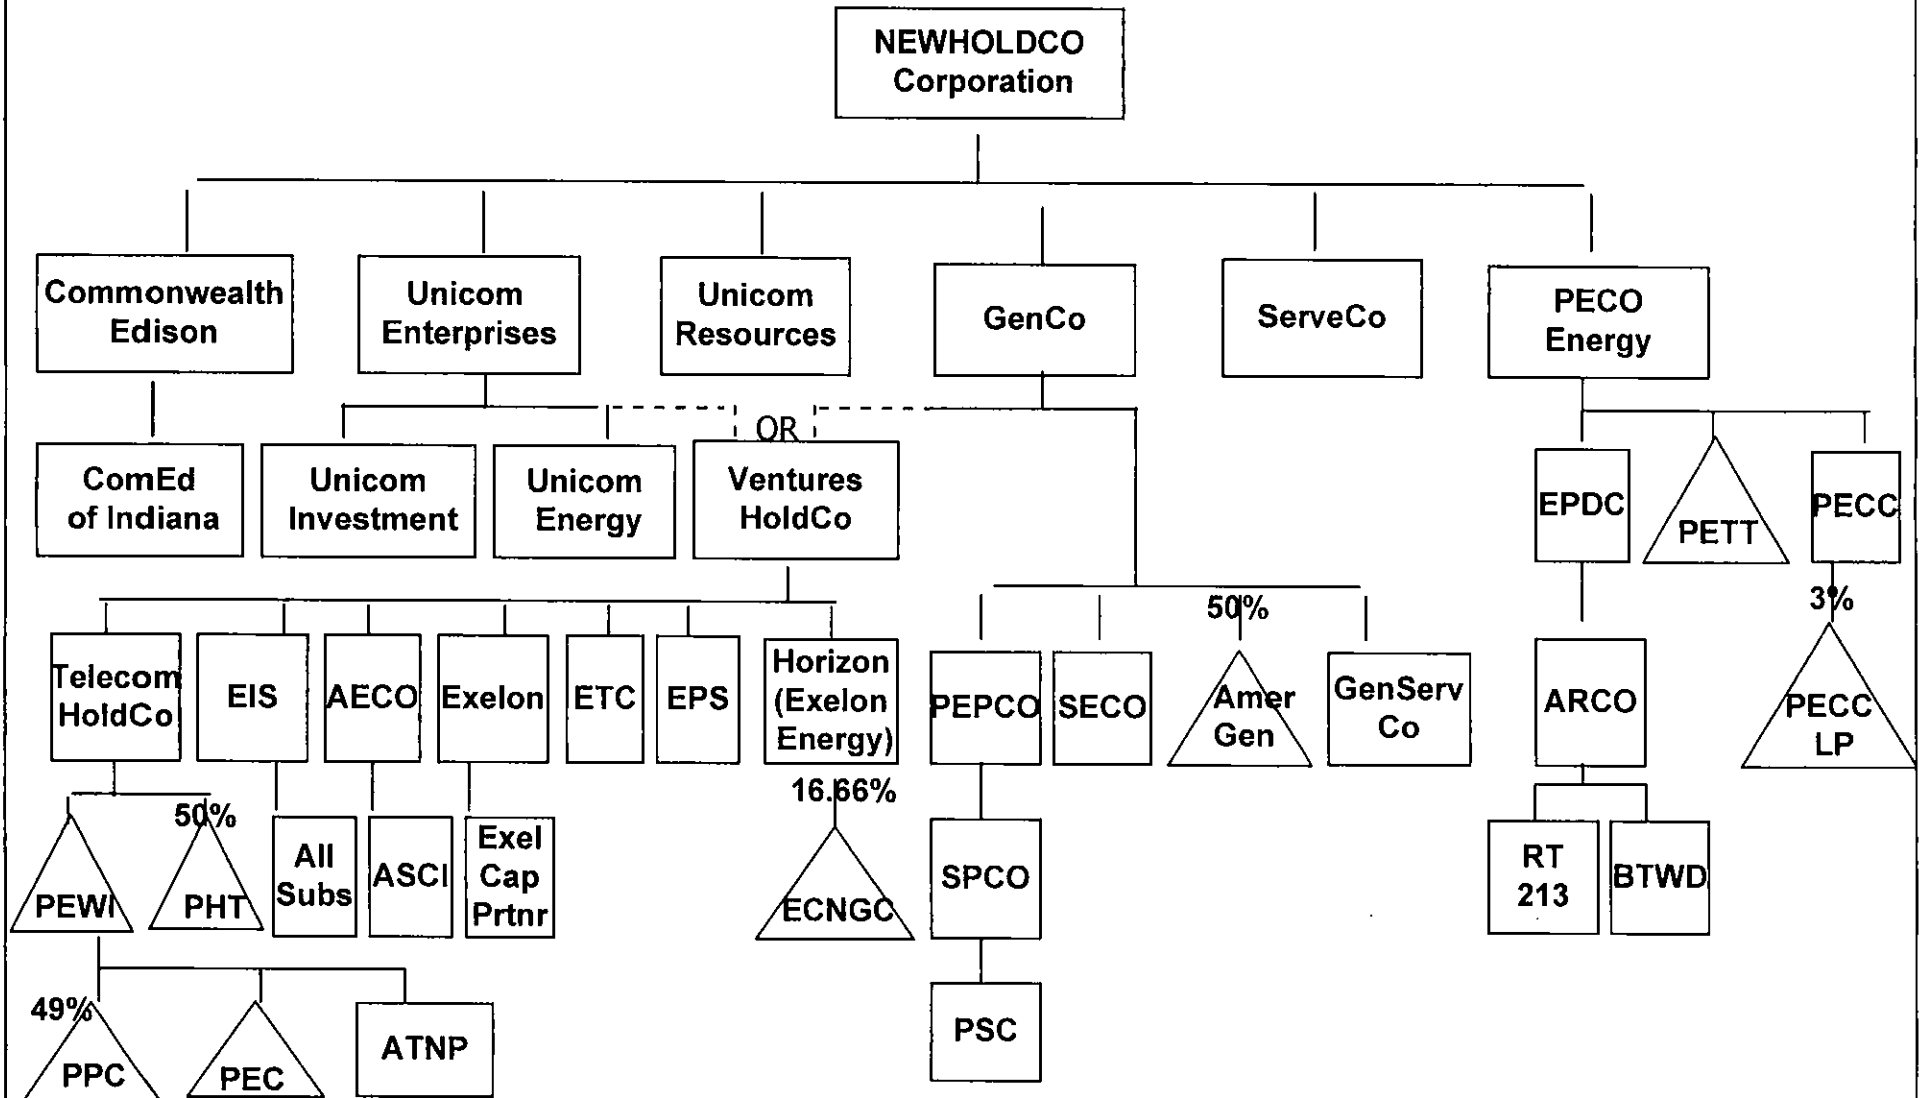 NEWHOLDCO
Corporation
Commonwealth
Edison
Unicom
Enterprises
Unicom
Resources
GenCo
ServeCo
PECO
Energy
OR
ComEd
of Indiana
Unicom
Investment
Unicom
Energy
Ventures
HoldCo
EPDC
PETT
PECC
50%
3%
Telecom
HoldCo
EIS
AECO
Exelon
ETC
EPS
Horizon
(Exelon
Energy)
PEPCO
SECO
Amer
Gen
GenServ
Co
ARCO
PECC
LP
50%
16.66%
PEWI
PHT
All
Subs
ASCI
Exel
Cap
Prtnr
ECNGC
SPCO
RT
213
BTWD
49%
PPC
PEC
ATNP
PSC